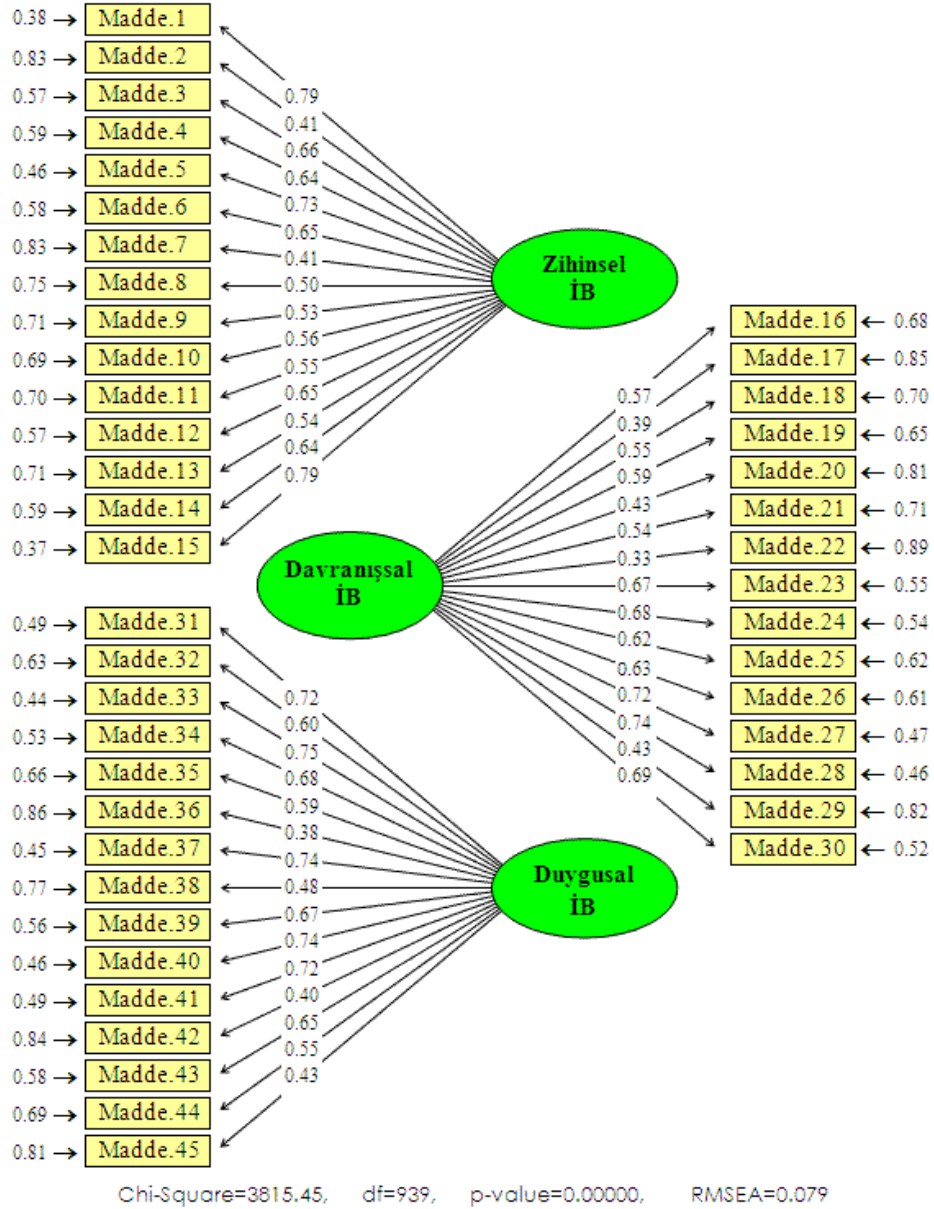 0.38 Madde.1
0.83 Madde.2
0.57 Madde.3
0.59 Madde.4
0.46 Madde.5
0.58 Madde.6
0.83 Madde.7
0.75 Madde.8
0.71 Madde.9
0.69 Madde.10
0.70 Madde.11
0.57 Madde.12
0.71 Madde.13
0.59 Madde.14
0.37 Madde.15
0.79
0.41
0.66
0.64
0.73
0.65
0.41
0.50
0.53
0.56
0.55
0.65
0.54
0.64
0.79
Zihinsel
İB
Madde.16 0.68
Madde.17 0.85
Madde.18 0.70
Madde.19 0.65
Madde.20 0.81
Madde.21 0.71
Madde.22 0.89
Madde.23 0.55
Madde.24 0.54
Madde.25 0.62
Madde.26 0.61
Madde.27 0.47
Madde.28 0.46
Madde.29 0.82
Madde.30 0.52
0.57
0.39
0.55
0.59
0.43
0.54
0.33
0.67
0.68
0.62
0.63
0.72
0.74
0.43
0.69
Davranışsal
İB
0.49 Madde.31
0.63 Madde.32
0.44 Madde.33
0.53 Madde.34
0.66 Madde.35
0.86 Madde.36
0.45 Madde.37
0.77 Madde.38
0.56 Madde.39
0.46 Madde.40
0.49 Madde.41
0.84 Madde.42
0.58 Madde.43
0.69 Madde.44
0.81 Madde.45
0.72
0.60
0.75
0.68
0.59
0.38
0.74
0.48
0.67
0.74
0.72
0.40
0.65
0.55
0.43
Duygusal
İB
Chi-Square=3815.45, df=939, p-value=0.00000, RMSEA=0.079